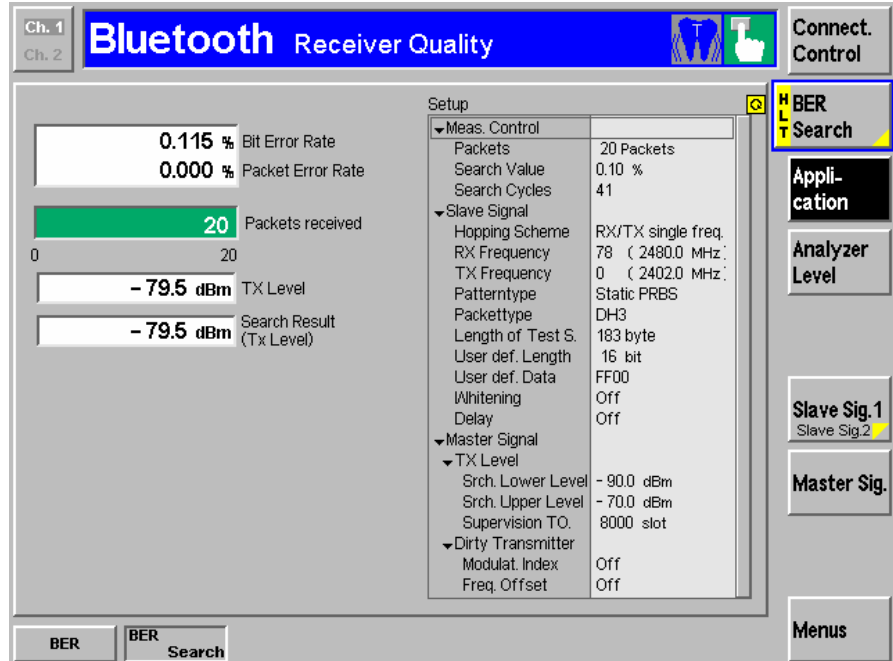 Ch. 1
Ch. 2
Bluetooth Receiver Quality
T
Connect. Control
HLT
BER Search
Appli-cation
Analyzer Level
Slave Sig.1
Slave Sig.2
Master Sig.
Menus
0.115 % Bit Error Rate
0.000 % Packet Error Rate
20 Packets received
0 20
- 79.5 dBm TX Level
- 79.5 dBm Search Result (Tx Level)
Setup
Meas. Control
Packets 20 Packets
Search Value 0.10 %
Search Cycles 41
Slave Signal
Hopping Scheme RX/TX single freq.
RX Frequency 78 ( 2480.0 MHz)
TX Frequency 0 ( 2402.0 MHz)
Patterntype Static PRBS
Packettype DH3
Length of Test S. 183 byte
User def. Length 16 bit
User def. Data FF00
Whitening Off
Delay Off
Master Signal
TX Level
Srch. Lower Level - 90.0 dBm
Srch. Upper Level - 70.0 dBm
Supervision TO. 8000 slot
Dirty Transmitter
Modulat. Index Off
Freq. Offset Off
BER
BER Search